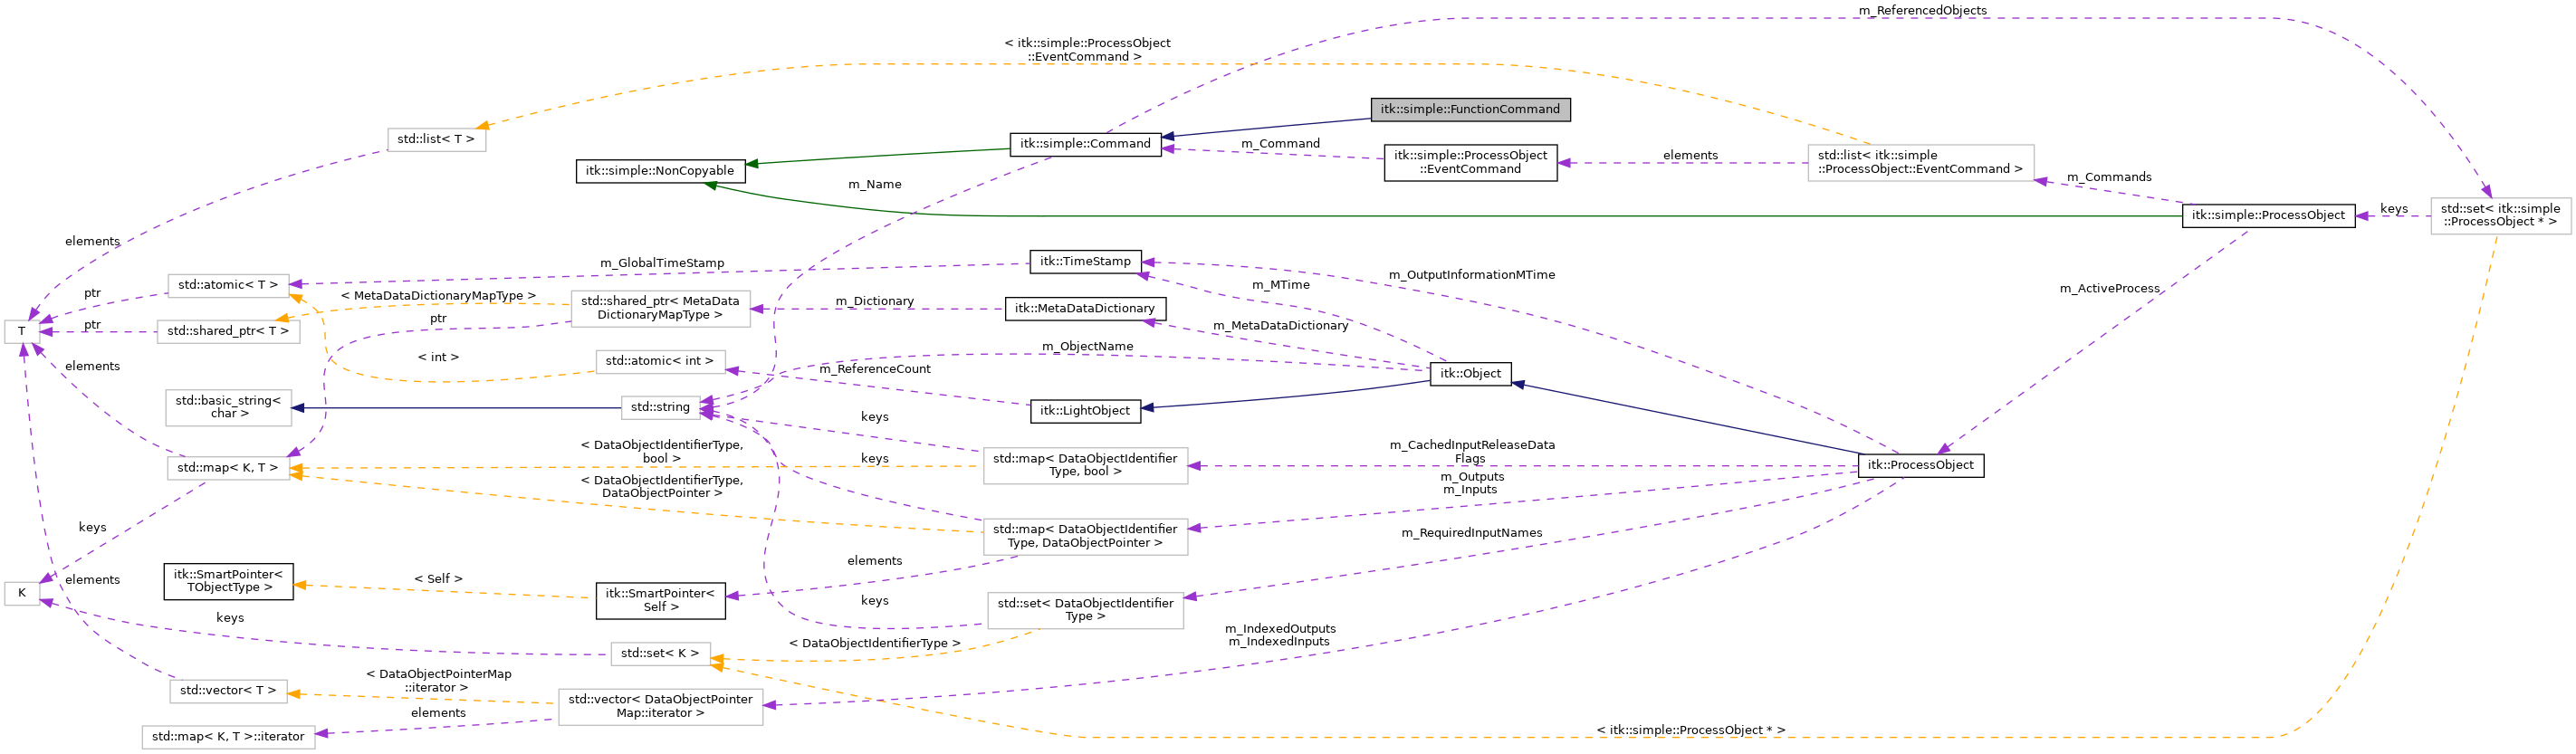 m_ReferencedObjects
< itk::simple::ProcessObject
::EventCommand >
itk::simple::FunctionCommand
std::list< T >
itk::simple::Command
m_Command
itk::simple::ProcessObject
::EventCommand
elements
std::list< itk::simple
::ProcessObject::EventCommand >
itk::simple::NonCopyable
m_Name
m_Commands
itk::simple::ProcessObject
keys
std::set< itk::simple
::ProcessObject * >
elements
m_GlobalTimeStamp
itk::TimeStamp
m_OutputInformationMTime
std::atomic< T >
ptr
< MetaDataDictionaryMapType >
std::shared_ptr< MetaData
DictionaryMapType >
m_Dictionary
itk::MetaDataDictionary
m_MTime
m_ActiveProcess
T
ptr
std::shared_ptr< T >
ptr
m_MetaDataDictionary
< int >
std::atomic< int >
m_ObjectName
elements
m_ReferenceCount
itk::Object
std::basic_string<
char >
std::string
itk::LightObject
keys
< DataObjectIdentifierType,
bool >
std::map< K, T >
keys
std::map< DataObjectIdentifier
Type, bool >
m_CachedInputReleaseData
Flags
itk::ProcessObject
< DataObjectIdentifierType,
DataObjectPointer >
m_Outputs
m_Inputs
keys
std::map< DataObjectIdentifier
Type, DataObjectPointer >
m_RequiredInputNames
elements
itk::SmartPointer<
TObjectType >
< Self >
elements
itk::SmartPointer<
Self >
K
keys
std::set< DataObjectIdentifier
Type >
keys
m_IndexedOutputs
m_IndexedInputs
< DataObjectIdentifierType >
std::set< K >
std::vector< T >
< DataObjectPointerMap
::iterator >
std::vector< DataObjectPointer
Map::iterator >
elements
std::map< K, T >::iterator
< itk::simple::ProcessObject * >